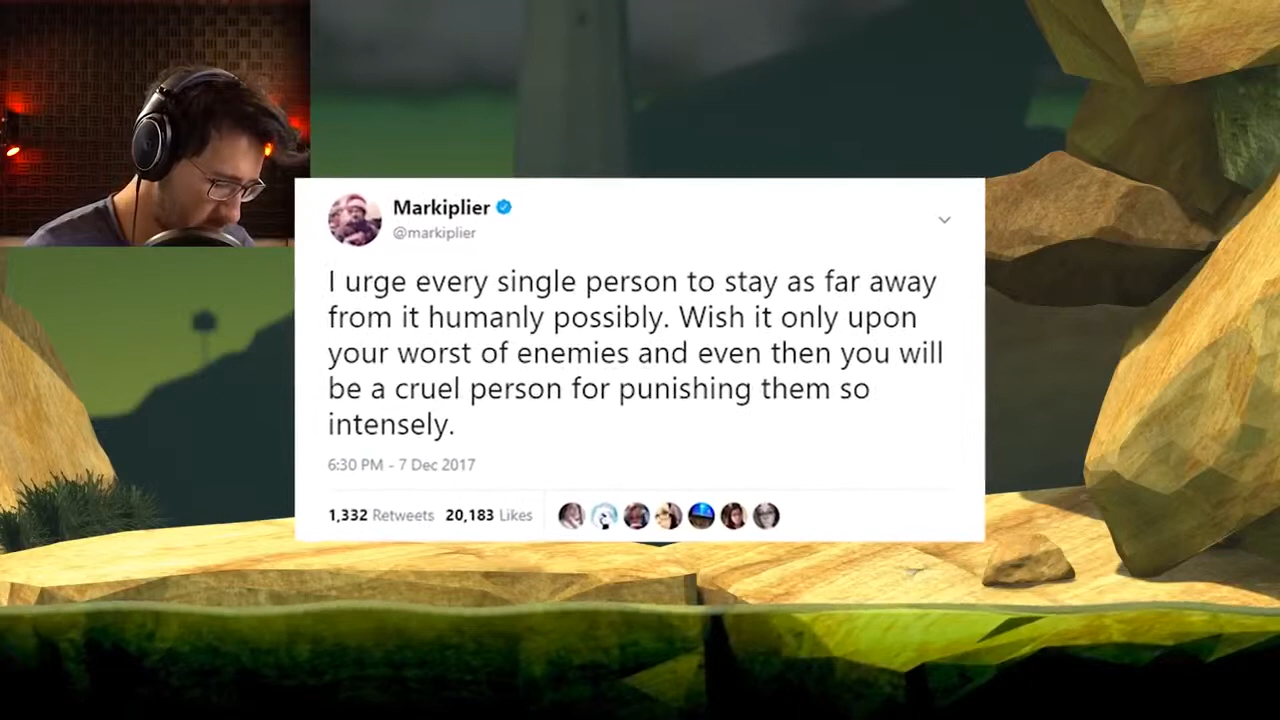 Markiplier
@markiplier
I urge every single person to stay as far away
from it humanly possibly. Wish it only upon
your worst of enemies and even then you will
be a cruel person for punishing them so
intensely.
6:30 PM - 7 Dec 2017
1,332 Retweets 20,183 Likes